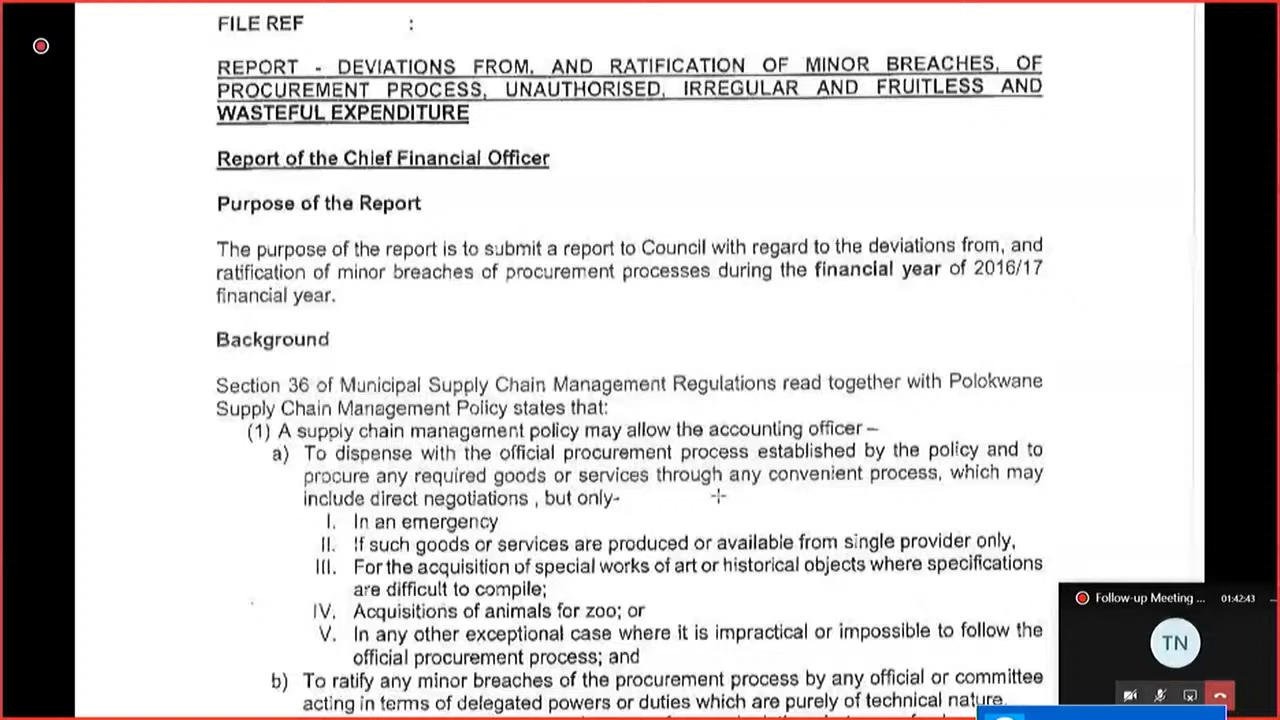 FILE REF :
REPORT - DEVIATIONS FROM, AND RATIFICATION OF MINOR BREACHES, OF
PROCUREMENT PROCESS, UNAUTHORISED, IRREGULAR AND FRUITLESS AND
WASTEFUL EXPENDITURE
Report of the Chief Financial Officer
Purpose of the Report
The purpose of the report is to submit a report to Council with regard to the deviations from, and
ratification of minor breaches of procurement processes during the financial year of 2016/17
financial year.
Background
Section 36 of Municipal Supply Chain Management Regulations read together with Polokwane
Supply Chain Management Policy states that:
(1) A supply chain management policy may allow the accounting officer –
a) To dispense with the official procurement process established by the policy and to
procure any required goods or services through any convenient process, which may
include direct negotiations , but only-
I. In an emergency
II. If such goods or services are produced or available from single provider only,
III. For the acquisition of special works of art or historical objects where specifications
are difficult to compile;
IV. Acquisitions of animals for zoo; or
V. In any other exceptional case where it is impractical or impossible to follow the
official procurement process; and
b) To ratify any minor breaches of the procurement process by any official or committee
acting in terms of delegated powers or duties which are purely of technical nature.
Follow-up Meeting ... 01:42:43
TN